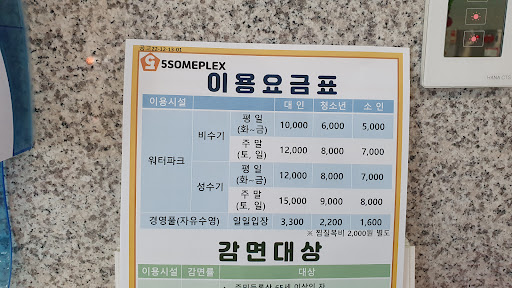 5SOMEPLEX
이용요금표
이용시설 대 인 청소년 소 인
워터파크 비수기 평 일 (화~금) 10,000 6,000 5,000
주 말 (토, 일) 12,000 8,000 7,000
성수기 평 일 (화~금) 12,000 8,000 7,000
주 말 (토, 일) 15,000 9,000 8,000
경영풀(자유수영) 일일입장 3,300 2,200 1,600
※ 찜질복비 2,000원 별도
감면대상
이용시설 감면률 대상